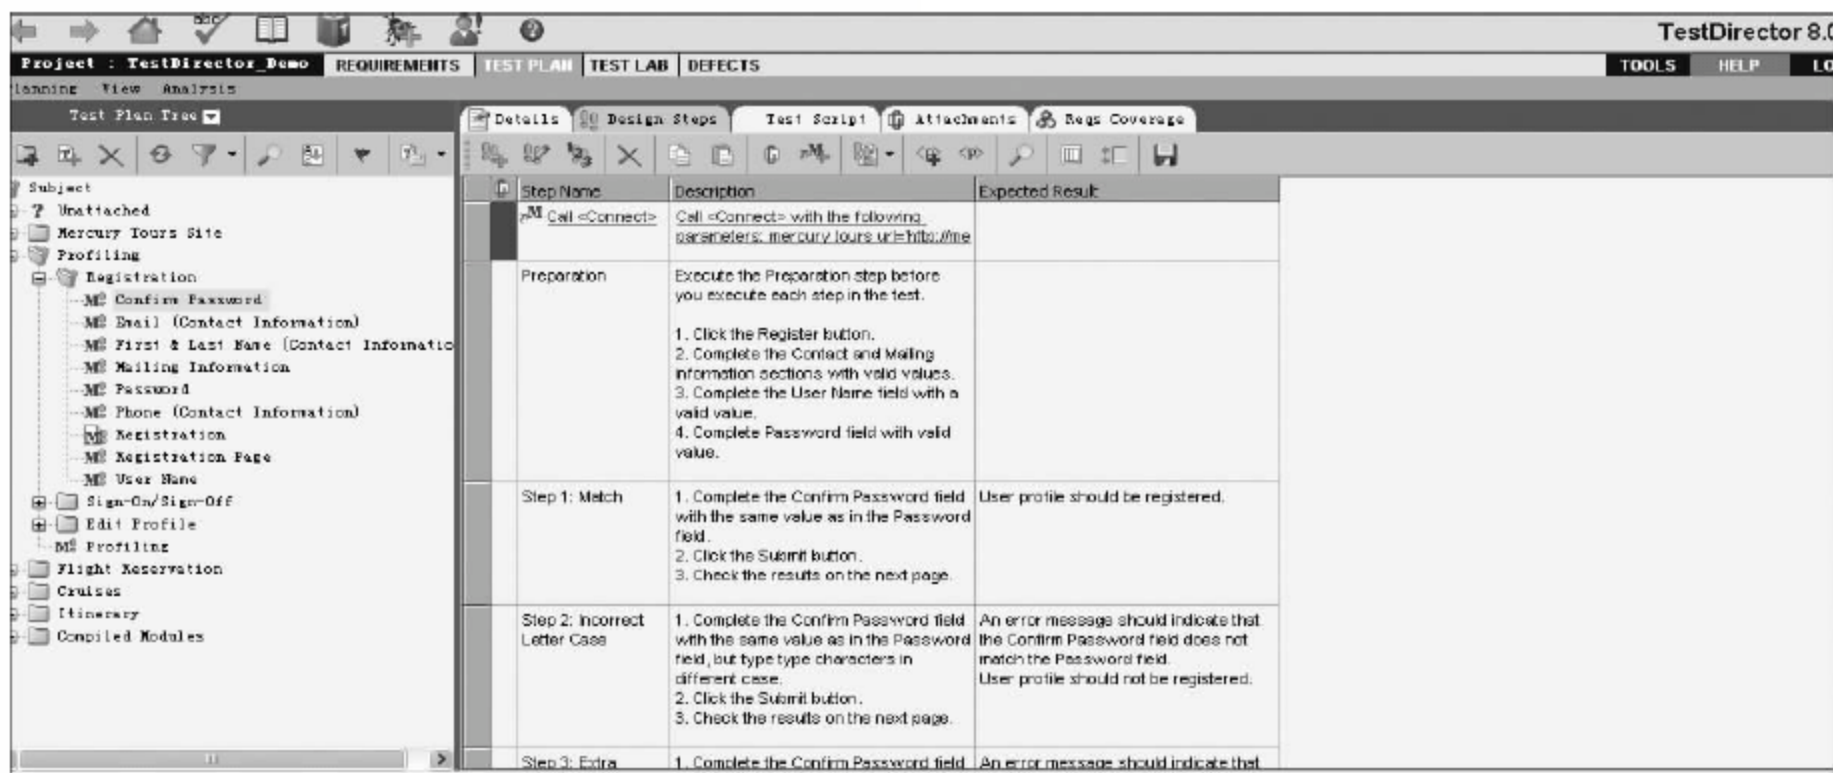 abc
TestDirector 8.0
Project : TestDirector_Demo REQUIREMENTS TEST PLAN TEST LAB DEFECTS TOOLS HELP LO
lanning View Analysis
Test Plan Tree
Details Design Steps Test Script Attachments Reqs Coverage
Subject
? Unattached
Mercury Tours Site
Profiling
Registration
Confirm Password
Email (Contact Information)
First & Last Name (Contact Informatio
Mailing Information
Password
Phone (Contact Information)
Registration
Registration Page
User Name
Sign-On/Sign-Off
Edit Profile
Profiling
Flight Reservation
Cruises
Itinerary
Compiled Modules
Step Name Description Expected Result
Call <Connect> Call <Connect> with the following
parameters: mercury tours url='http://me
Preparation Execute the Preparation step before
you execute each step in the test.
1. Click the Register button.
2. Complete the Contact and Mailing
information sections with valid values.
3. Complete the User Name field with a
valid value.
4. Complete Password field with valid
value.
Step 1: Match 1. Complete the Confirm Password field User profile should be registered.
with the same value as in the Password
field.
2. Click the Submit button.
3. Check the results on the next page.
Step 2: Incorrect 1. Complete the Confirm Password field An error message should indicate that
Letter Case with the same value as in the Password the Confirm Password field does not
field, but type type characters in match the Password field.
different case. User profile should not be registered.
2. Click the Submit button.
3. Check the results on the next page.
Step 3: Extra 1. Complete the Confirm Password field An error message should indicate that